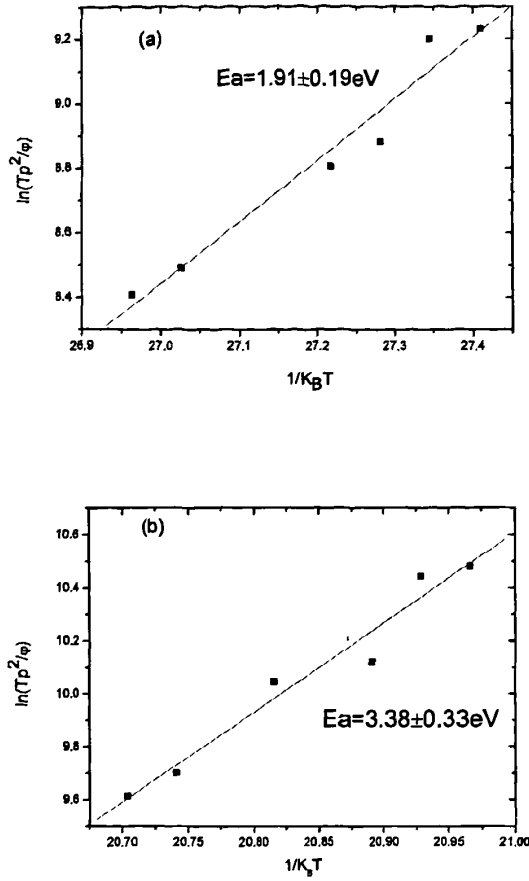 (a)
Ea=1.91±0.19eV
ln(Tp²/φ)
9.2
9.0
8.8
8.6
8.4
26.9 27.0 27.1 27.2 27.3 27.4
1/K_BT
(b)
Ea=3.38±0.33eV
ln(Tp²/φ)
10.6
10.4
10.2
10.0
9.8
9.6
20.70 20.75 20.80 20.85 20.90 20.95 21.00
1/K_BT